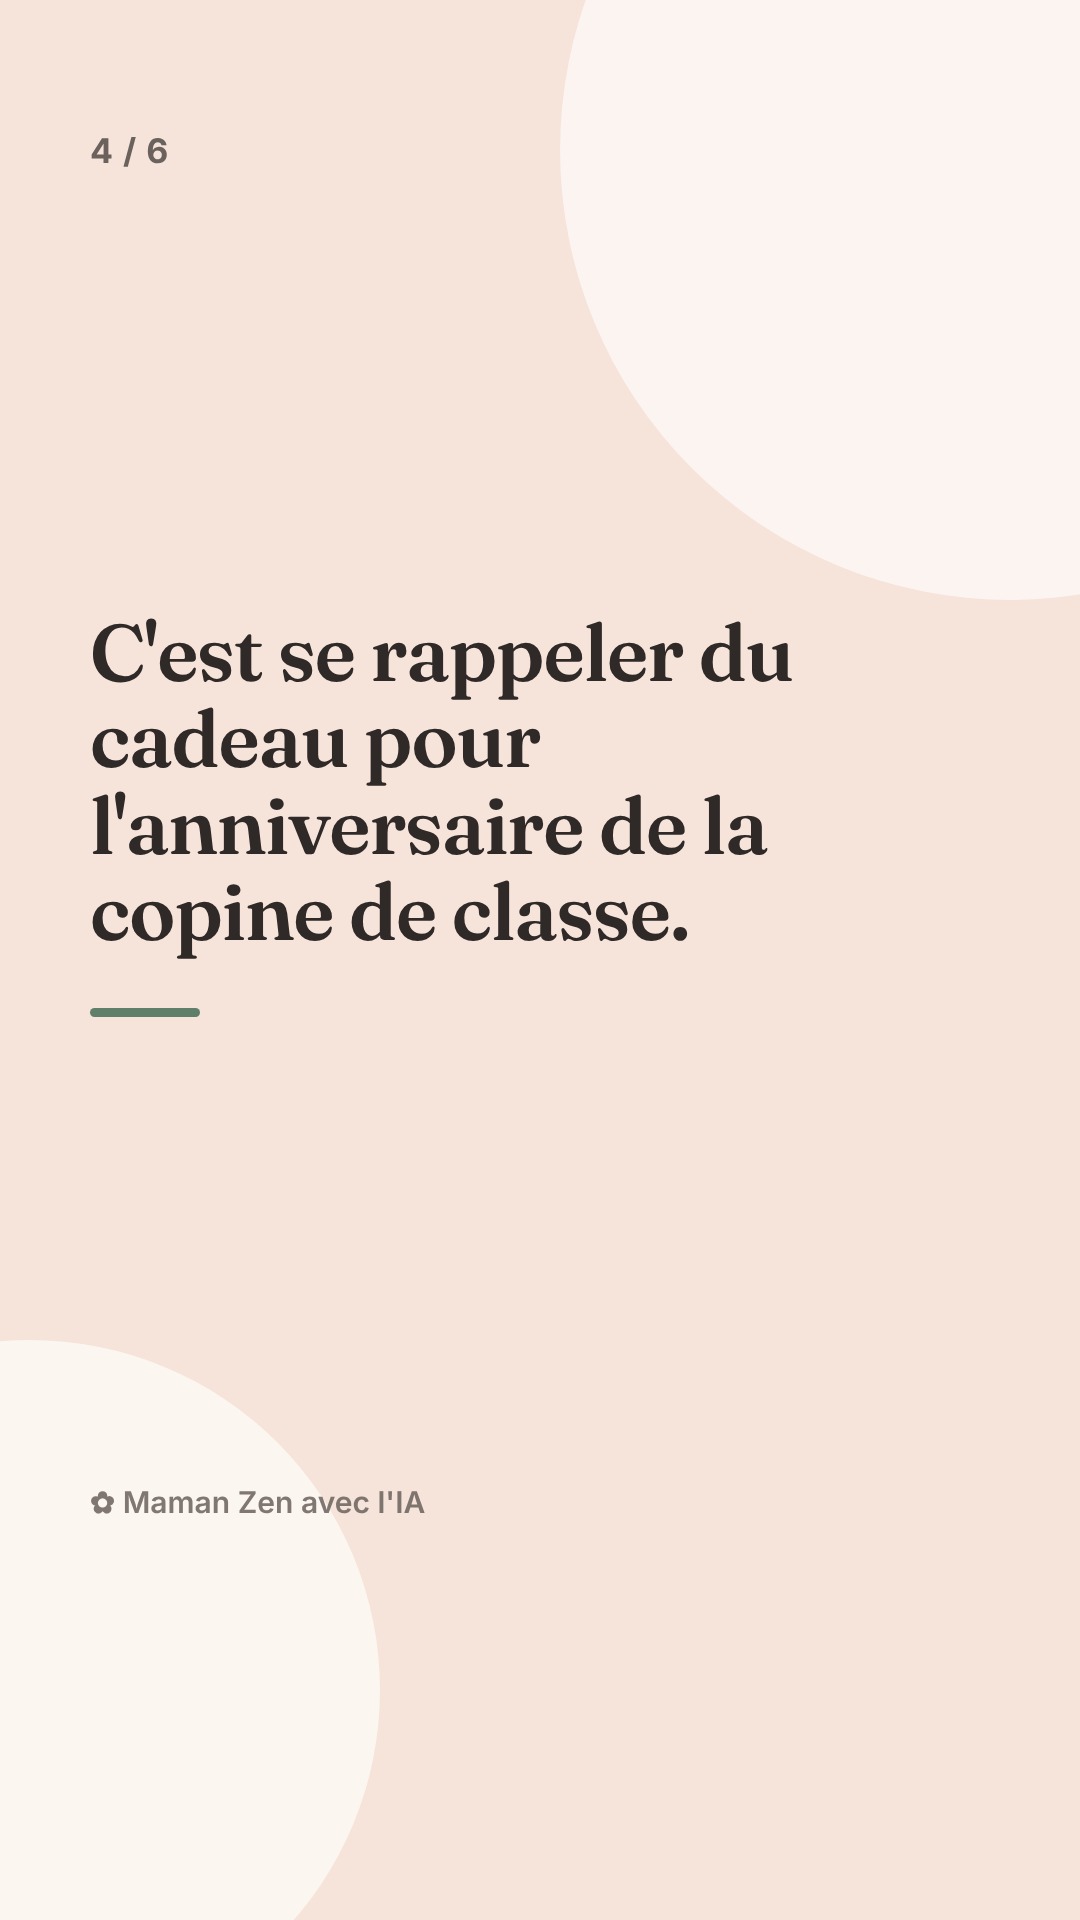 4 / 6
C'est se rappeler du
cadeau pour
l'anniversaire de la
copine de classe.
✿ Maman Zen avec l'IA